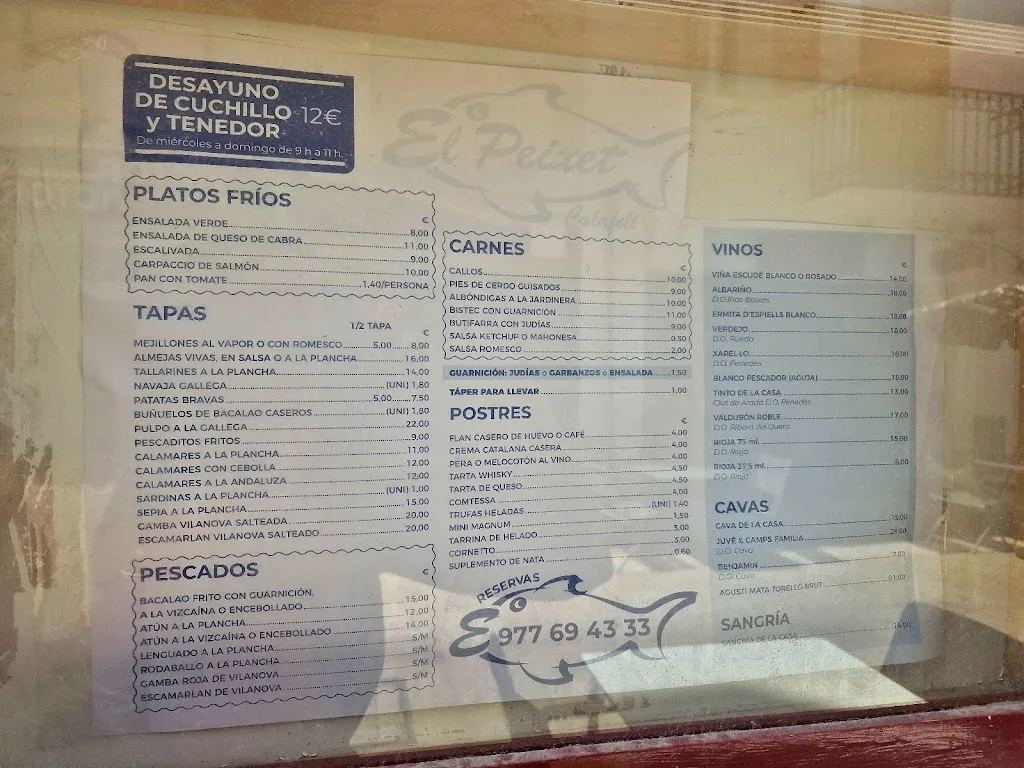 DESAYUNO
DE CUCHILLO
y TENEDOR
12€
De miércoles a domingo de 9 h a 11 h.
El Peixet
Calafell
PLATOS FRÍOS
€
ENSALADA VERDE 8,00
ENSALADA DE QUESO DE CABRA 11,00
ESCALIVADA 9,00
CARPACCIO DE SALMÓN 10,00
PAN CON TOMATE 1,40/PERSONA
TAPAS
1/2 TAPA €
MEJILLONES AL VAPOR O CON ROMESCO 5,00 8,00
ALMEJAS VIVAS, EN SALSA O A LA PLANCHA 16,00
TALLARINES A LA PLANCHA 14,00
NAVAJA GALLEGA (UNI) 1,80
PATATAS BRAVAS 5,00 7,50
BUÑUELOS DE BACALAO CASEROS (UNI) 1,80
PULPO A LA GALLEGA 22,00
PESCADITOS FRITOS 9,00
CALAMARES A LA PLANCHA 11,00
CALAMARES CON CEBOLLA 12,00
CALAMARES A LA ANDALUZA 12,00
SARDINAS A LA PLANCHA (UNI) 1,00
SEPIA A LA PLANCHA 15,00
GAMBA VILANOVA SALTEADA 20,00
ESCAMARLAN VILANOVA SALTEADO 20,00
PESCADOS
€
BACALAO FRITO CON GUARNICIÓN,
A LA VIZCAÍNA O ENCEBOLLADO 15,00
ATÚN A LA PLANCHA 12,00
ATÚN A LA VIZCAÍNA O ENCEBOLLADO 14,00
LENGUADO A LA PLANCHA S/M
RODABALLO A LA PLANCHA S/M
GAMBA ROJA DE VILANOVA S/M
ESCAMARLAN DE VILANOVA S/M
CARNES
€
CALLOS 10,00
PIES DE CERDO GUISADOS 9,00
ALBÓNDIGAS A LA JARDINERA 10,00
BISTEC CON GUARNICIÓN 11,00
BUTIFARRA CON JUDÍAS 9,00
SALSA KETCHUP O MAHONESA 0,50
SALSA ROMESCO 2,00
GUARNICIÓN: JUDÍAS o GARBANZOS o ENSALADA 1,50
TÁPER PARA LLEVAR 1,00
POSTRES
€
FLAN CASERO DE HUEVO O CAFÉ 4,00
CREMA CATALANA CASERA 4,00
PERA O MELOCOTÓN AL VINO 4,00
TARTA WHISKY 4,50
TARTA DE QUESO 4,50
COMTESSA 4,00
TRUFAS HELADAS (UNI) 1,40
MINI MAGNUM 1,50
TARRINA DE HELADO 3,00
CORNETTO 3,00
SUPLEMENTO DE NATA 0,60
RESERVAS
977 69 43 33
VINOS
€
VIÑA ESCUDÉ BLANCO O ROSADO 14,00
ALBARIÑO 18,00
D.O.Rias Baixas
ERMITA D'ESPIELLS BLANCO 18,00
VERDEJO 18,00
D.O. Rueda
XARELLO 16,00
D.O. Penedès
BLANCO PESCADOR (AGUJA) 15,00
TINTO DE LA CASA 13,00
Clot de Arada D.O. Penedès
VALDUBÓN ROBLE 17,00
D.O. Ribera del Duero
RIOJA 75 ml. 15,00
D.O. Rioja
RIOJA 37,5 ml. 8,00
D.O. Rioja
CAVAS
CAVA DE LA CASA 15,00
JUVÉ & CAMPS FAMILIA 28,60
D.O. Cava
BENJAMIN 7,00
D.O. Cava
AGUSTI MATA TORELLÓ BRUT 21,00
SANGRÍA
SANGRÍA DE LA CASA 14,00